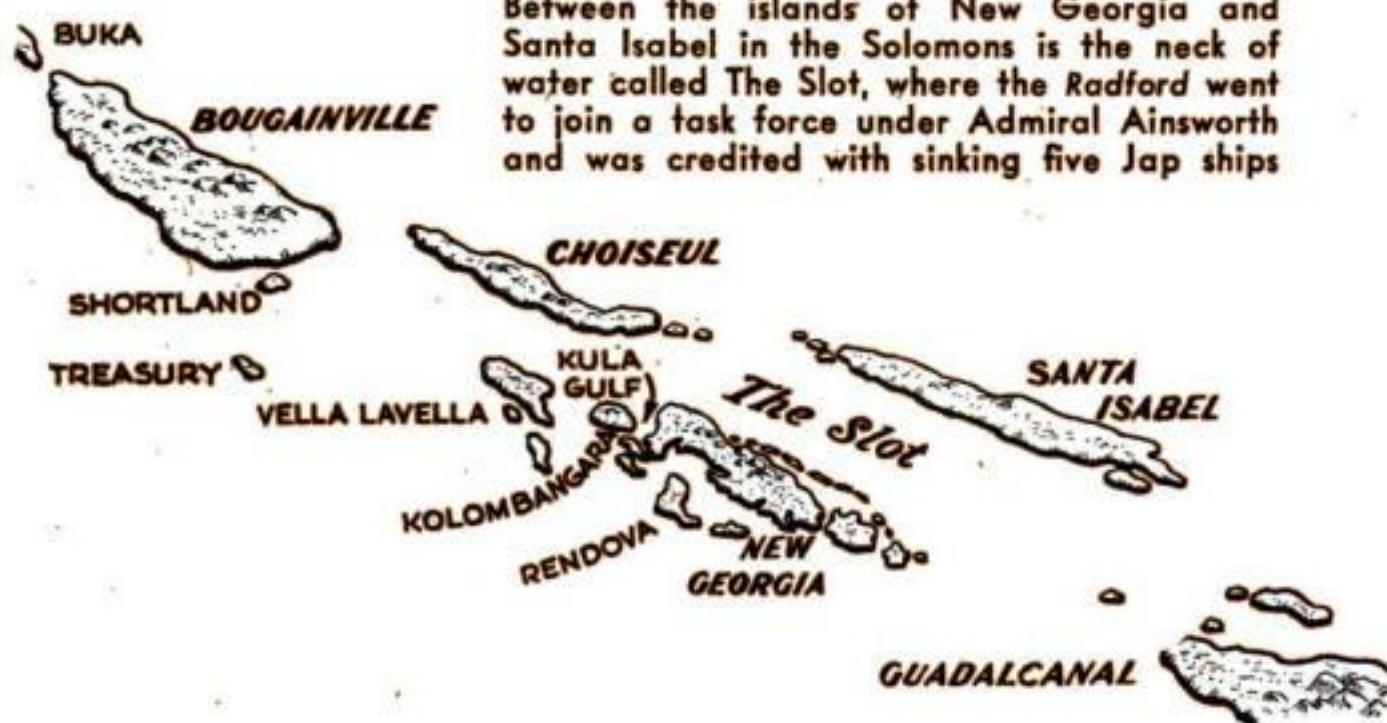 Between the islands of New Georgia and
Santa Isabel in the Solomons is the neck of
water called The Slot, where the Radford went
to join a task force under Admiral Ainsworth
and was credited with sinking five Jap ships
BUKA
BOUGAINVILLE
CHOISEUL
SHORTLAND
TREASURY
KULA
GULF
VELLA LAVELLA
The Slot
SANTA
ISABEL
KOLOMBANGARA
RENDOVA
NEW
GEORGIA
GUADALCANAL